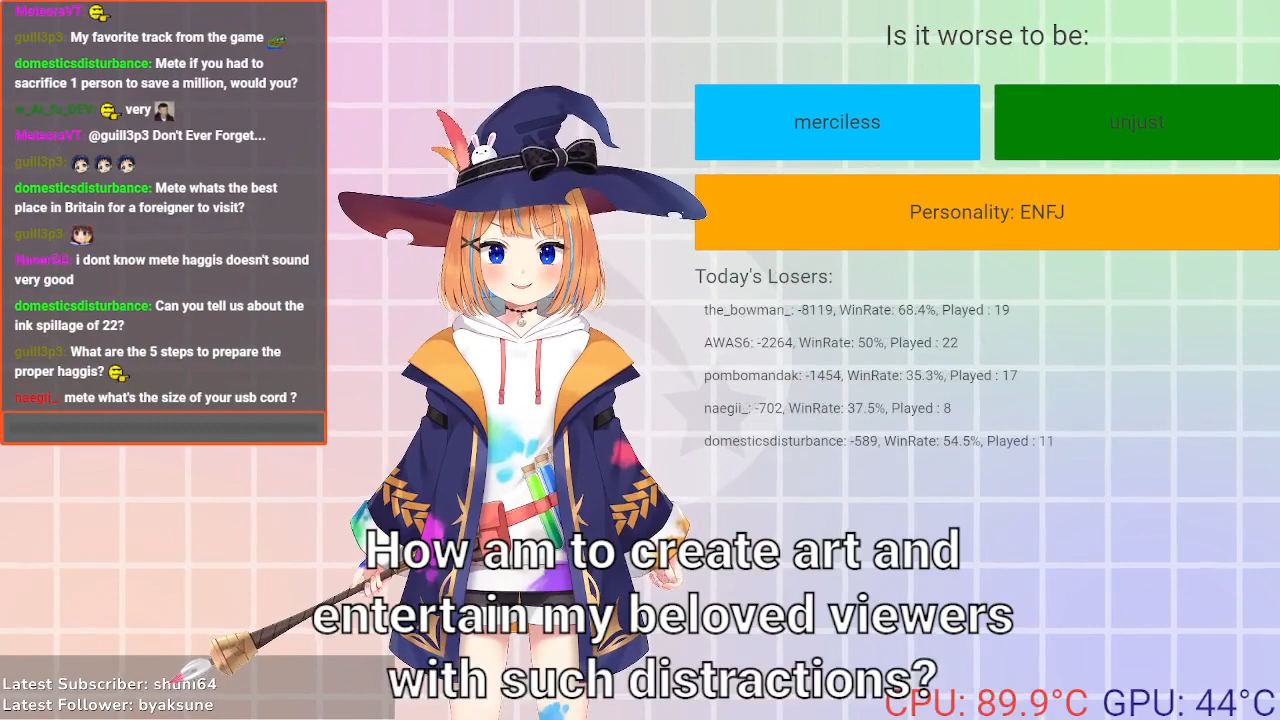 MeteoraVT:
guill3p3: My favorite track from the game
domesticsdisturbance: Mete if you had to
sacrifice 1 person to save a million, would you?
very
MeteoraVT: @guill3p3 Don't Ever Forget...
guill3p3:
domesticsdisturbance: Mete whats the best
place in Britain for a foreigner to visit?
guill3p3:
i dont know mete haggis doesn't sound
very good
domesticsdisturbance: Can you tell us about the
ink spillage of 22?
guill3p3: What are the 5 steps to prepare the
proper haggis?
naegii_: mete what's the size of your usb cord ?
Is it worse to be:
merciless
unjust
Personality: ENFJ
Today's Losers:
the_bowman_: -8119, WinRate: 68.4%, Played : 19
AWAS6: -2264, WinRate: 50%, Played : 22
pombomandak: -1454, WinRate: 35.3%, Played : 17
naegii_: -702, WinRate: 37.5%, Played : 8
domesticsdisturbance: -589, WinRate: 54.5%, Played : 11
How am to create art and
entertain my beloved viewers
with such distractions?
Latest Subscriber: shuni64
Latest Follower: byaksune
CPU: 89.9°C GPU: 44°C